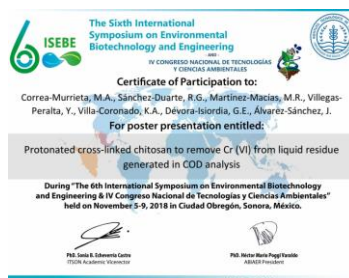 6
ISEBE
The Sixth International
Symposium on Environmental
Biotechnology and Engineering
AND
IV CONGRESO NACIONAL DE TECNOLOGÍAS
Y CIENCIAS AMBIENTALES
Certificate of Participation to:
Correa-Murrieta, M.A., Sánchez-Duarte, R.G., Martínez-Macias, M.R., Villegas-
Peralta, Y., Villa-Coronado, K.A., Dévora-Isiordia, G.E., Álvarez-Sánchez, J.
For poster presentation entitled:
Protonated cross-linked chitosan to remove Cr (VI) from liquid residue
generated in COD analysis
During "The 6th International Symposium on Environmental Biotechnology
and Engineering & IV Congreso Nacional de Tecnologías y Ciencias Ambientales"
held on November 5-9, 2018 in Ciudad Obregón, Sonora, México.
PhD. Sonia B. Echeverría Castro
ITSON Academic Vicerector
PhD. Héctor Mario Poggi Varaldo
ABIAER President